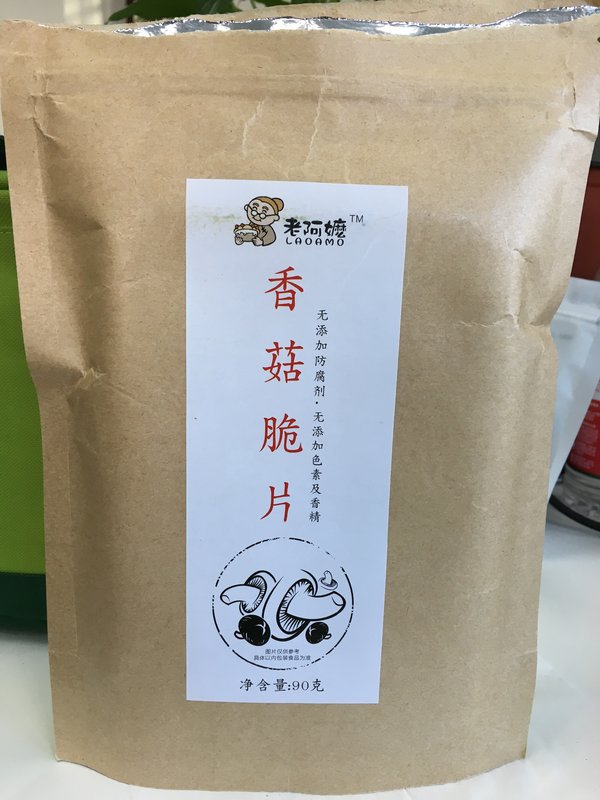 老阿嬷TM
LAOAMO
香菇脆片
无添加防腐剂·无添加色素及香精
图片仅供参考
具体以内包装食品为准
净含量:90克